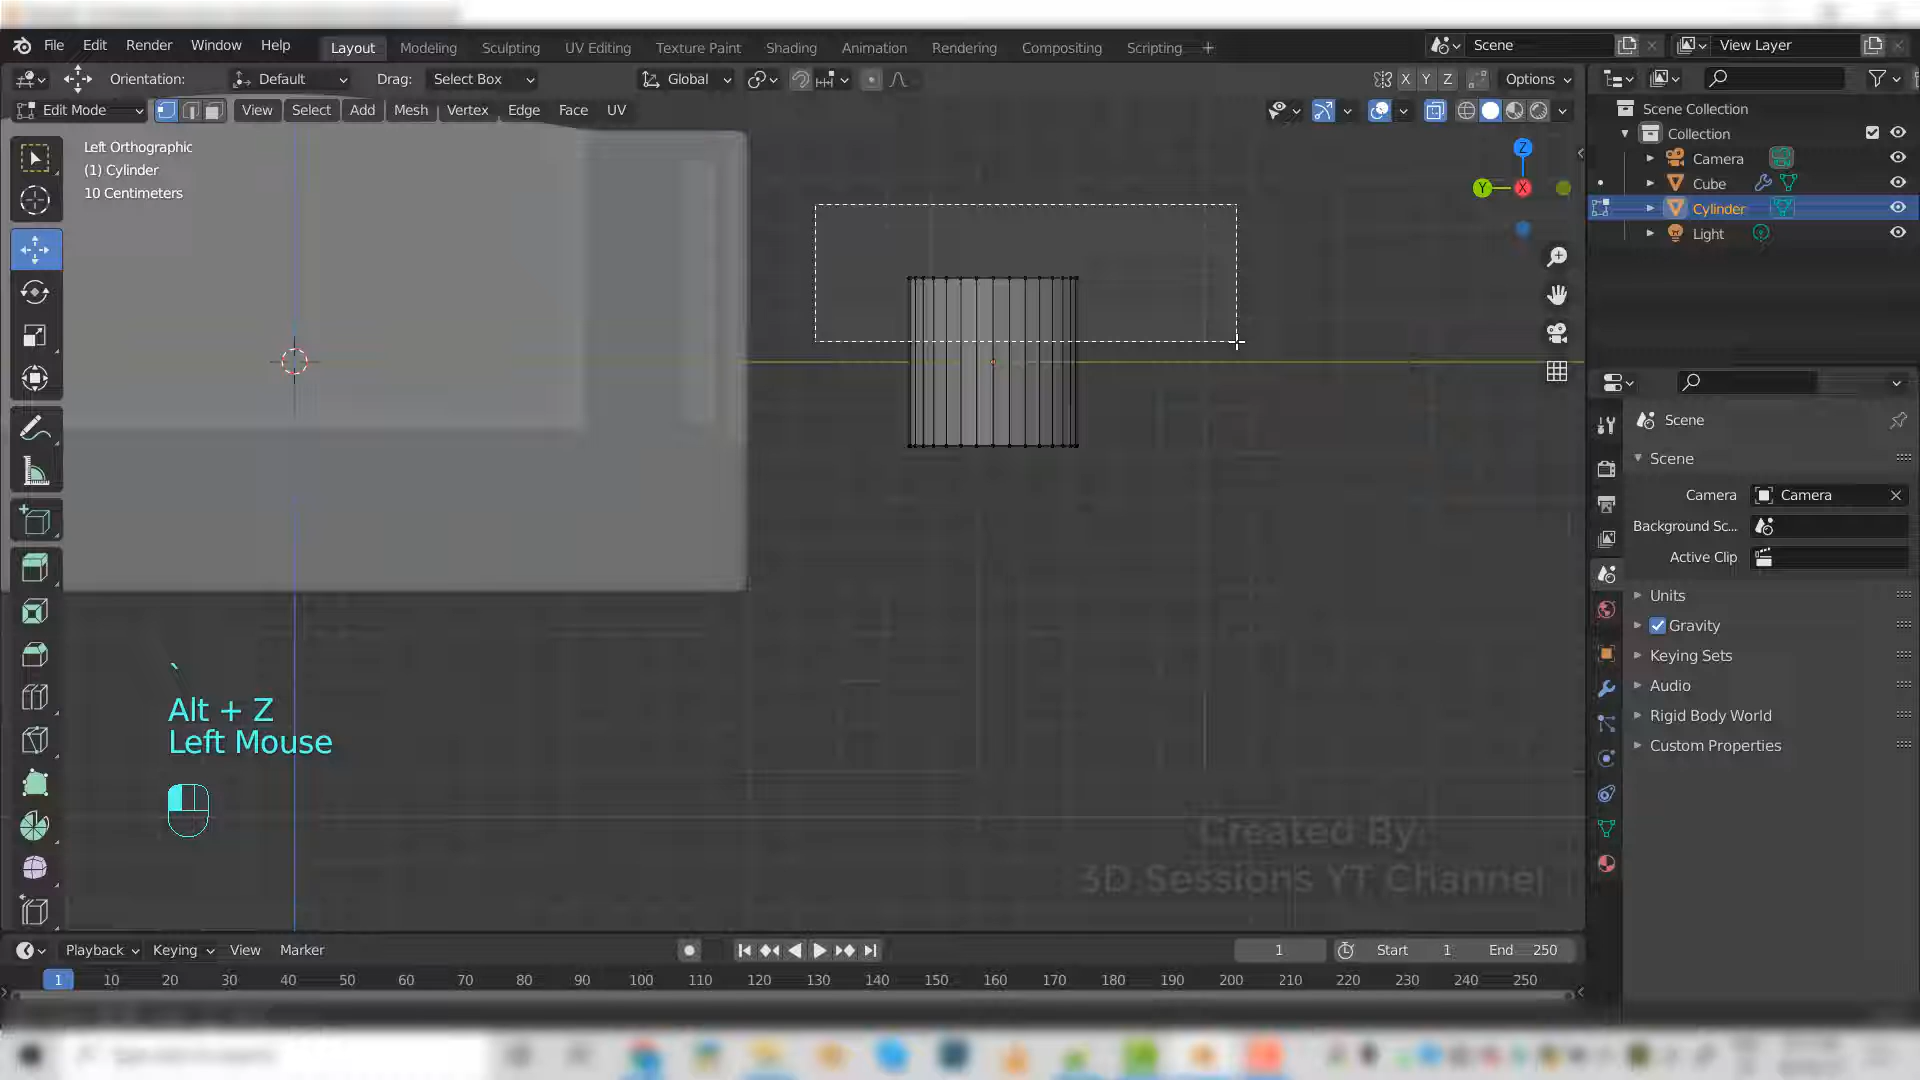 File Edit Render Window Help Layout Modeling Sculpting UV Editing Texture Paint Shading Animation Rendering Compositing Scripting + Scene View Layer
Orientation: Default Drag: Select Box Global X Y Z Options
Edit Mode View Select Add Mesh Vertex Edge Face UV
Left Orthographic
(1) Cylinder
10 Centimeters
Z
Y
X
Scene Collection
Collection
Camera
Cube
Cylinder
Light
Scene
Scene
Camera Camera
Background Sc...
Active Clip
Units
Gravity
Keying Sets
Audio
Rigid Body World
Custom Properties
`
Alt + Z
Left Mouse
Created By:
3D Sessions YT Channel
Playback Keying View Marker 1 Start 1 End 250
1 10 20 30 40 50 60 70 80 90 100 110 120 130 140 150 160 170 180 190 200 210 220 230 240 250